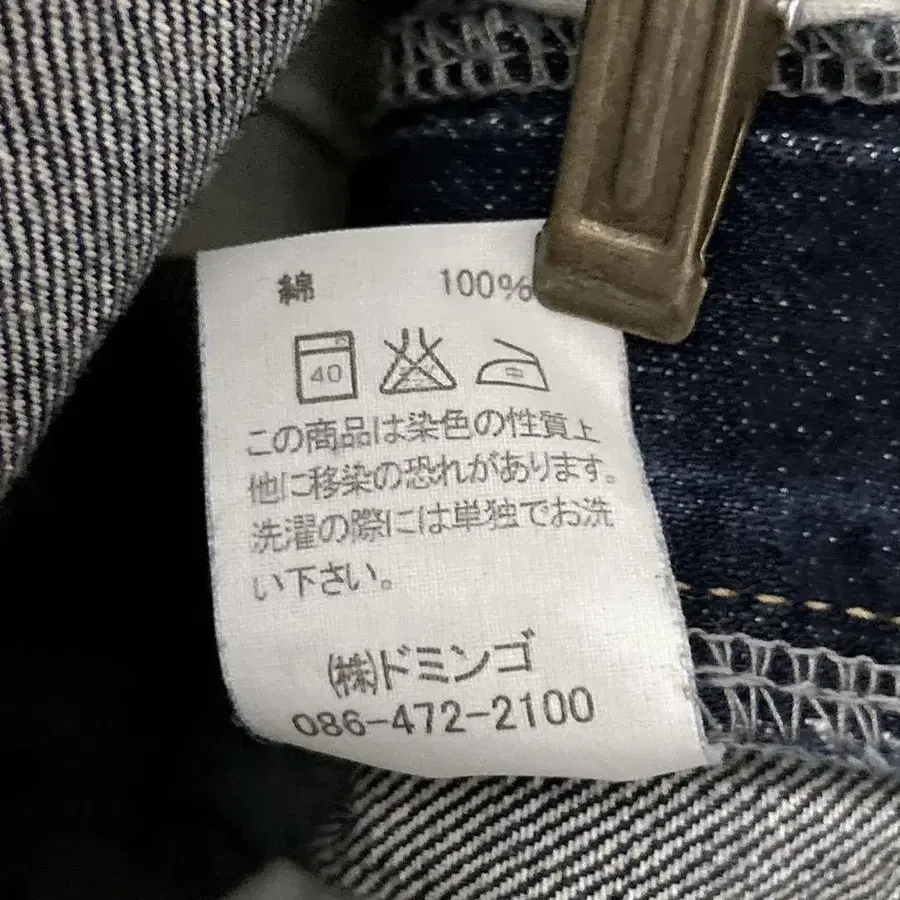 綿 100%
40
この商品は染色の性質上
他に移染の恐れがあります。
洗濯の際には単独でお洗
い下さい。
(株)ドミンゴ
086-472-2100